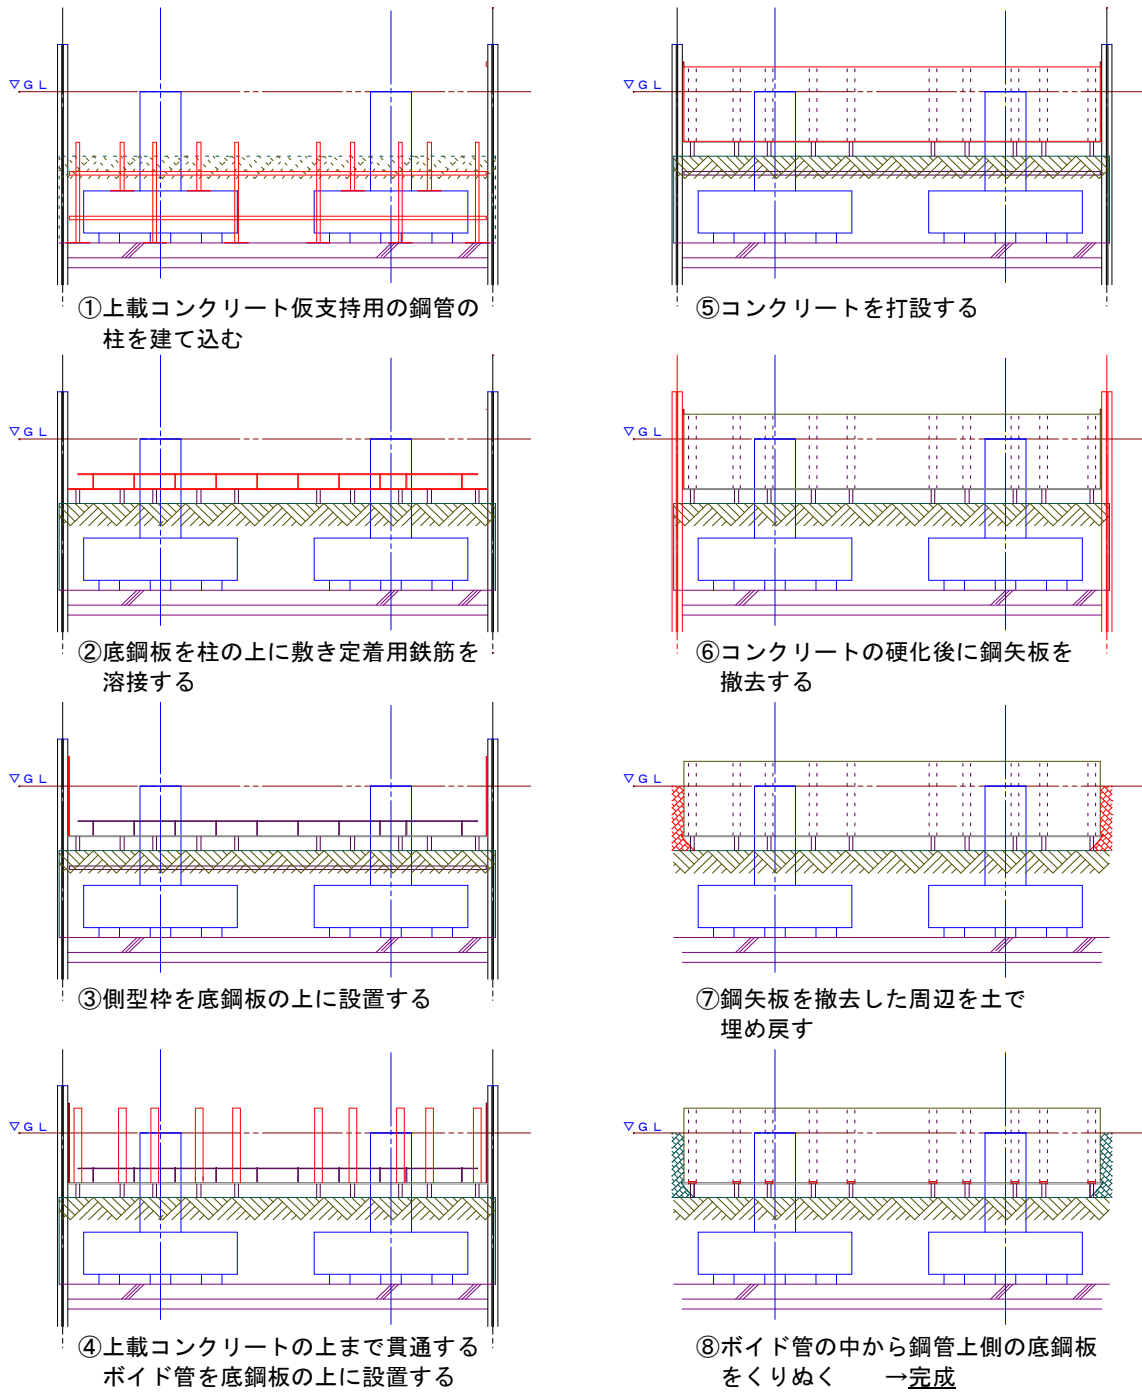 ▽GL
①上載コンクリート仮支持用の鋼管の
柱を建て込む
▽GL
②底鋼板を柱の上に敷き定着用鉄筋を
溶接する
▽GL
③側型枠を底鋼板の上に設置する
▽GL
④上載コンクリートの上まで貫通する
ボイド管を底鋼板の上に設置する
▽GL
⑤コンクリートを打設する
▽GL
⑥コンクリートの硬化後に鋼矢板を
撤去する
▽GL
⑦鋼矢板を撤去した周辺を土で
埋め戻す
▽GL
⑧ボイド管の中から鋼管上側の底鋼板
をくりぬく　→完成